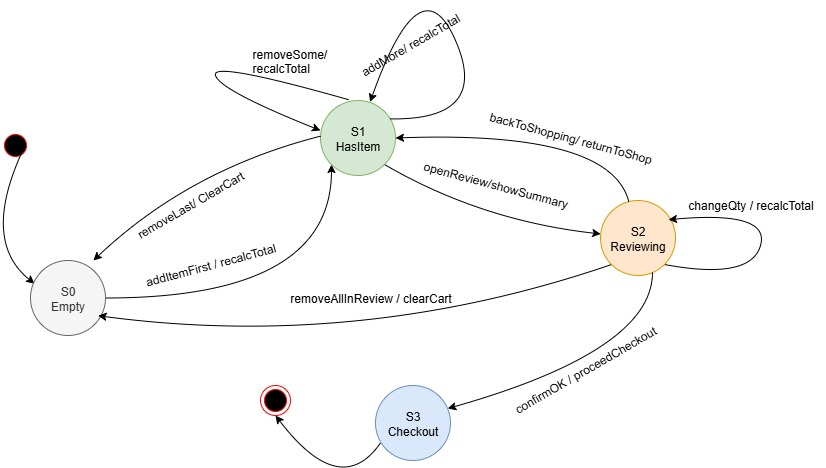 addMore/ recalcTotal
removeSome/
recalcTotal
S1
HasItem
backToShopping/ returnToShop
openReview/showSummary
removeLast/ ClearCart
changeQty / recalcTotal
S2
Reviewing
addItemFirst / recalcTotal
S0
Empty
removeAllInReview / clearCart
confirmOK / proceedCheckout
S3
Checkout